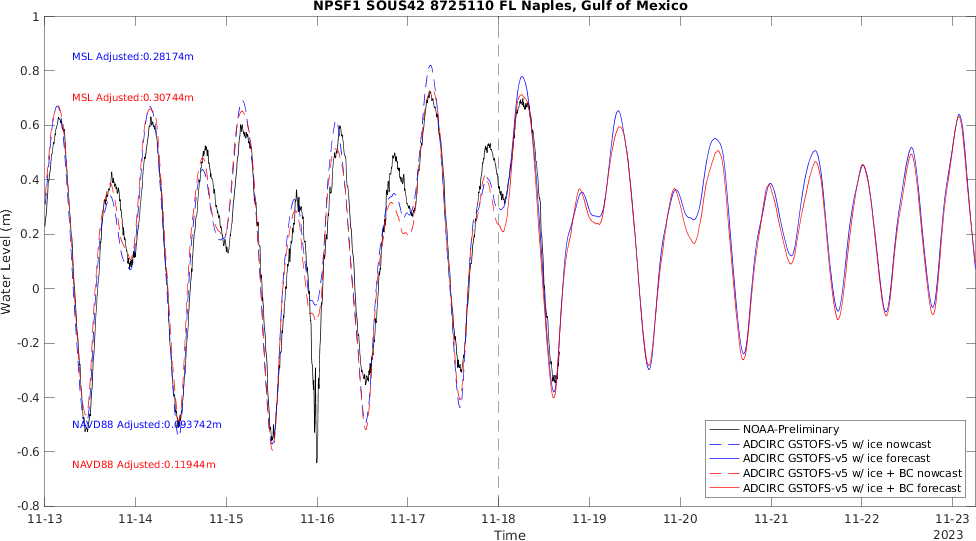 NPSF1 SOUS42 8725110 FL Naples, Gulf of Mexico
1
0.8
0.6
0.4
0.2
0
-0.2
-0.4
-0.6
-0.8
Water Level (m)
MSL Adjusted:0.28174m
MSL Adjusted:0.30744m
NAVD88 Adjusted:0.093742m
NAVD88 Adjusted:0.11944m
NOAA-Preliminary
ADCIRC GSTOFS-v5 w/ ice nowcast
ADCIRC GSTOFS-v5 w/ ice forecast
ADCIRC GSTOFS-v5 w/ ice + BC nowcast
ADCIRC GSTOFS-v5 w/ ice + BC forecast
11-13 11-14 11-15 11-16 11-17 11-18 11-19 11-20 11-21 11-22 11-23
Time 2023